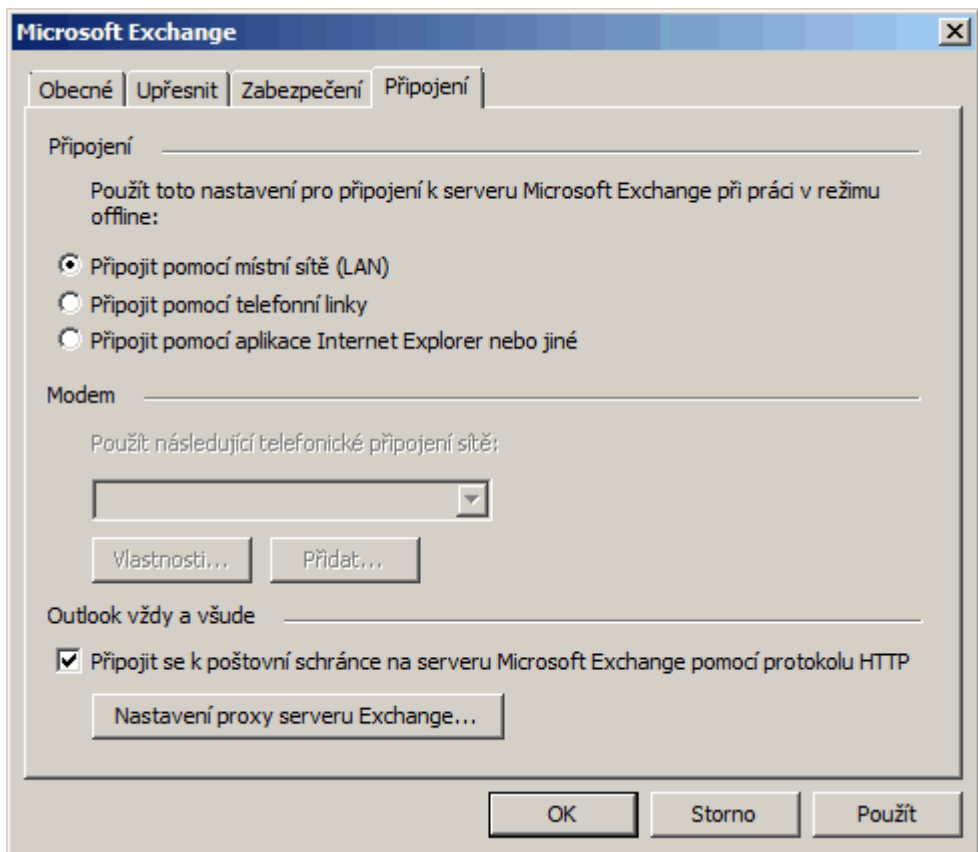 Microsoft Exchange
Obecné Upřesnit Zabezpečení Připojení
Připojení
Použít toto nastavení pro připojení k serveru Microsoft Exchange při práci v režimu
offline:
Připojit pomocí místní sítě (LAN)
Připojit pomocí telefonní linky
Připojit pomocí aplikace Internet Explorer nebo jiné
Modem
Použít následující telefonické připojení sítě:
Vlastnosti... Přidat...
Outlook vždy a všude
Připojit se k poštovní schránce na serveru Microsoft Exchange pomocí protokolu HTTP
Nastavení proxy serveru Exchange...
OK Storno Použít